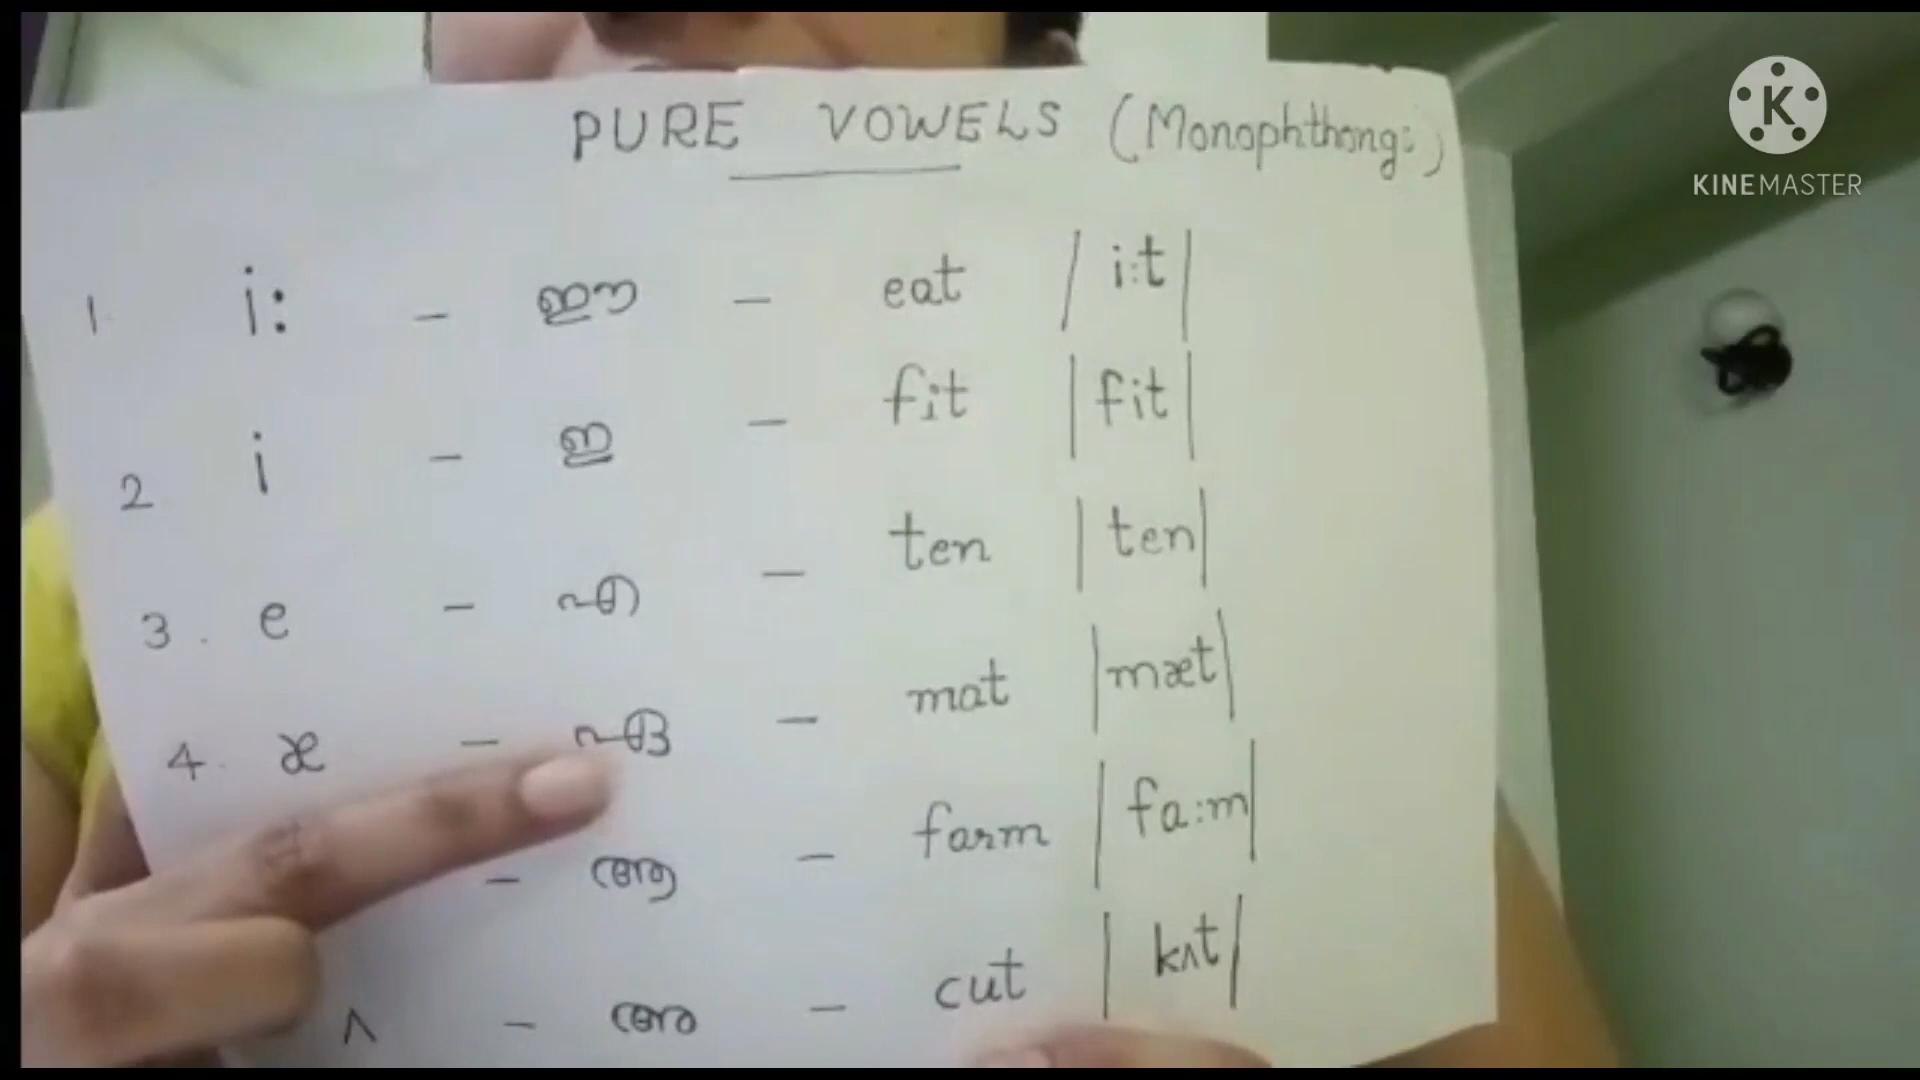 PURE VOWELS (Monophthongs)
KINEMASTER
1. i: - ഈ - eat | i:t |
2 i - ഇ - fit | fit |
3. e - എ - ten | ten |
4. æ - ഏ - mat | mæt |
- ആ - farm | fa:m |
ʌ - അ - cut | kʌt |